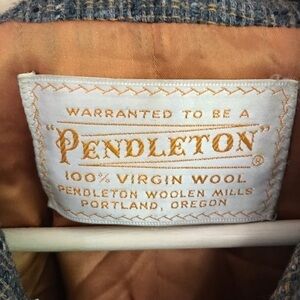 WARRANTED TO BE A
"PENDLETON"®
100% VIRGIN WOOL
PENDLETON WOOLEN MILLS
PORTLAND, OREGON